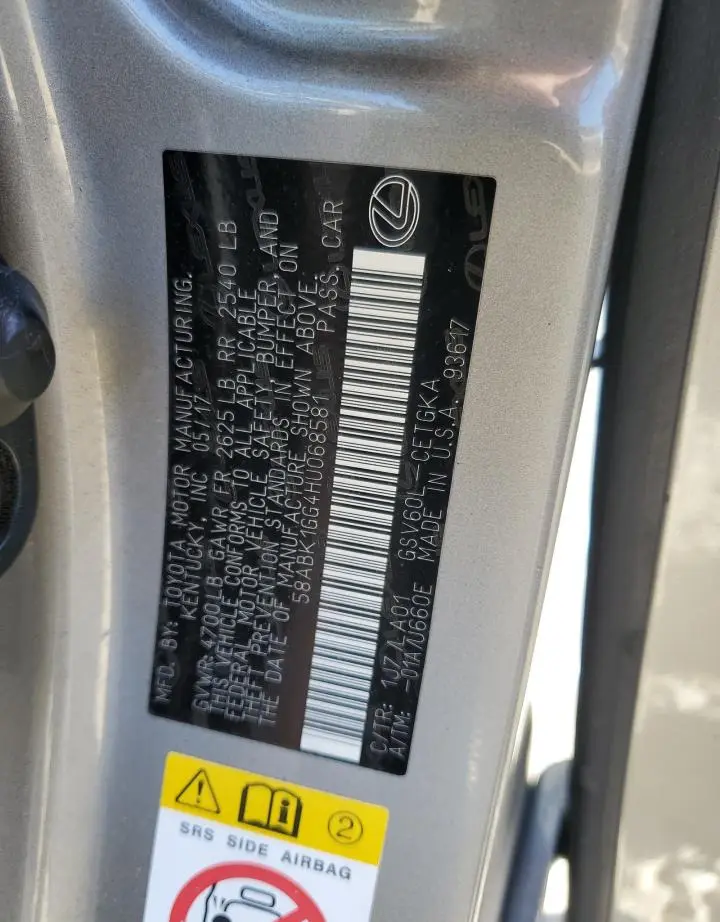 MFD. BY: TOYOTA MOTOR MANUFACTURING.
KENTUCKY, INC 05/17
GVWR 4700LB GAWR FR 2625 LB RR 2540 LB
THIS VEHICLE CONFORMS TO ALL APPLICABLE
FEDERAL MOTOR VEHICLE SAFETY, BUMPER, AND
THEFT PREVENTION STANDARDS IN EFFECT ON
THE DATE OF MANUFACTURE SHOWN ABOVE.
58ABK1GG4HU068581 PASS. CAR
C/TR: 1JZ/LA01 GSV60L-CETGKA
A/TM: -01A/U660E MADE IN U.S.A. 93617
LEXUS
2
SRS SIDE AIRBAG